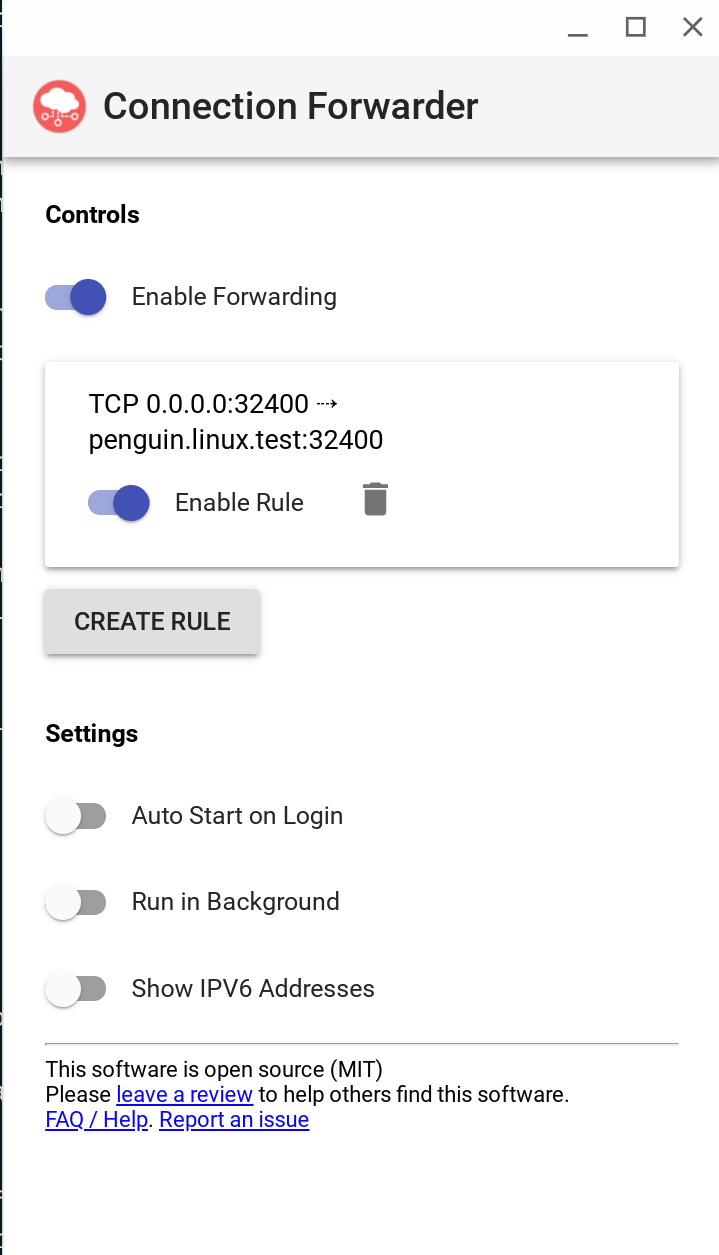 Connection Forwarder
Controls
Enable Forwarding
TCP 0.0.0.0:32400 ⇢
penguin.linux.test:32400
Enable Rule
CREATE RULE
Settings
Auto Start on Login
Run in Background
Show IPV6 Addresses
This software is open source (MIT)
Please leave a review to help others find this software.
FAQ / Help. Report an issue